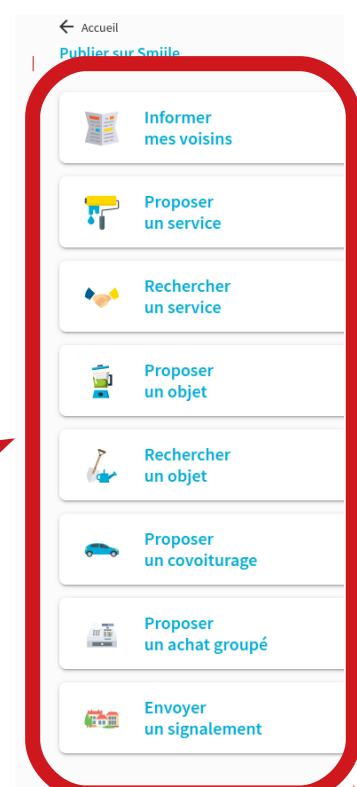 Accueil
Publier sur Smiile
Informer
mes voisins
Proposer
un service
Rechercher
un service
Proposer
un objet
Rechercher
un objet
Proposer
un covoiturage
Proposer
un achat groupé
Envoyer
un signalement